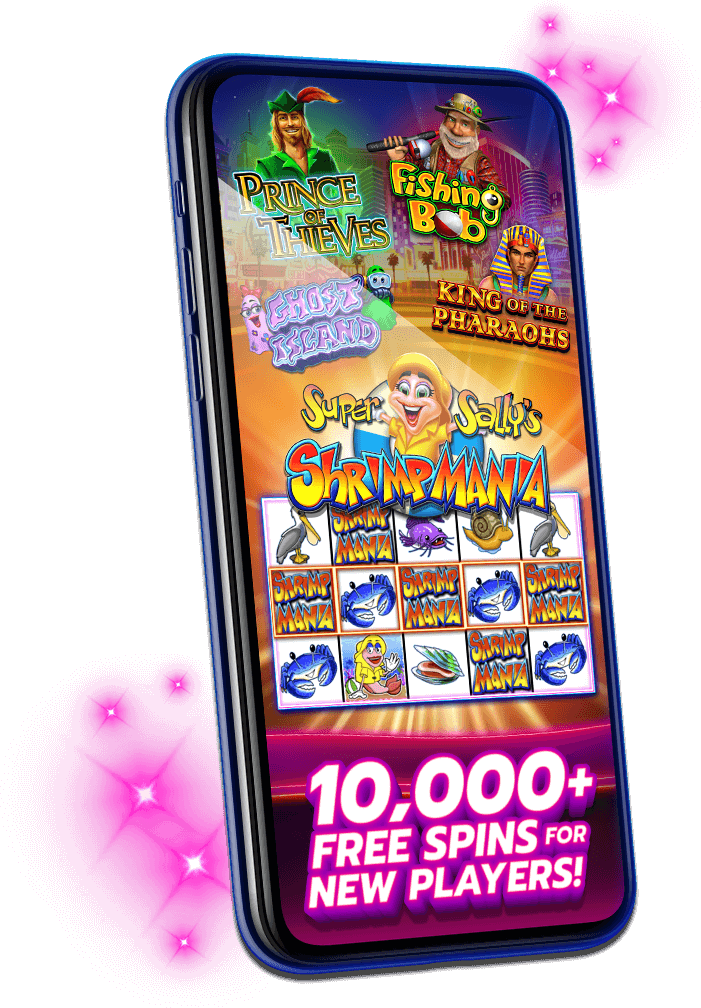 PRINCE
OF
THIEVES
Fishing
Bob
GHOST
ISLAND
KING OF THE
PHARAOHS
Super Sally's
SHRIMPMANIA
SHRIMP
MANIA
SHRIMP
MANIA
SHRIMP
MANIA
SHRIMP
MANIA
SHRIMP
MANIA
10,000+
FREE SPINS FOR
NEW PLAYERS!